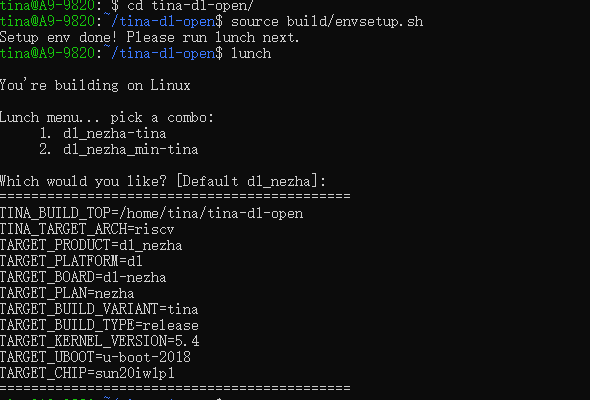 tina@A9-9820:~$ cd tina-d1-open/
tina@A9-9820:~/tina-d1-open$ source build/envsetup.sh
Setup env done! Please run lunch next.
tina@A9-9820:~/tina-d1-open$ lunch
You're building on Linux
Lunch menu... pick a combo:
1. d1_nezha-tina
2. d1_nezha_min-tina
Which would you like? [Default d1_nezha]:
============================================
TINA_BUILD_TOP=/home/tina/tina-d1-open
TINA_TARGET_ARCH=riscv
TARGET_PRODUCT=d1_nezha
TARGET_PLATFORM=d1
TARGET_BOARD=d1-nezha
TARGET_PLAN=nezha
TARGET_BUILD_VARIANT=tina
TARGET_BUILD_TYPE=release
TARGET_KERNEL_VERSION=5.4
TARGET_UBOOT=u-boot-2018
TARGET_CHIP=sun20iw1p1
============================================